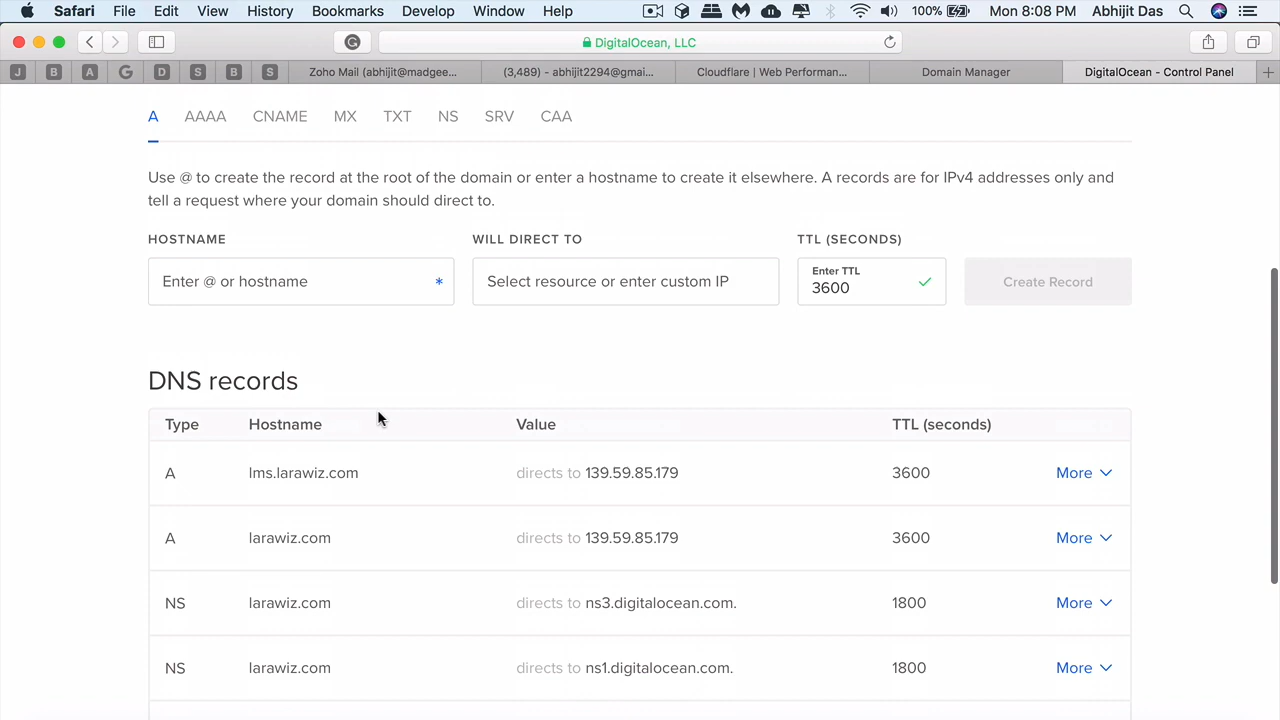 Safari File Edit View History Bookmarks Develop Window Help 100% Mon 8:08 PM Abhijit Das
DigitalOcean, LLC
J B A G D S B S Zoho Mail (abhijit@madgee... (3,489) - abhijit2294@gmai... Cloudflare | Web Performan... Domain Manager DigitalOcean - Control Panel
A AAAA CNAME MX TXT NS SRV CAA
Use @ to create the record at the root of the domain or enter a hostname to create it elsewhere. A records are for IPv4 addresses only and
tell a request where your domain should direct to.
HOSTNAME WILL DIRECT TO TTL (SECONDS)
Enter @ or hostname * Select resource or enter custom IP Enter TTL 3600 Create Record
DNS records
Type Hostname Value TTL (seconds)
A lms.larawiz.com directs to 139.59.85.179 3600 More
A larawiz.com directs to 139.59.85.179 3600 More
NS larawiz.com directs to ns3.digitalocean.com. 1800 More
NS larawiz.com directs to ns1.digitalocean.com. 1800 More